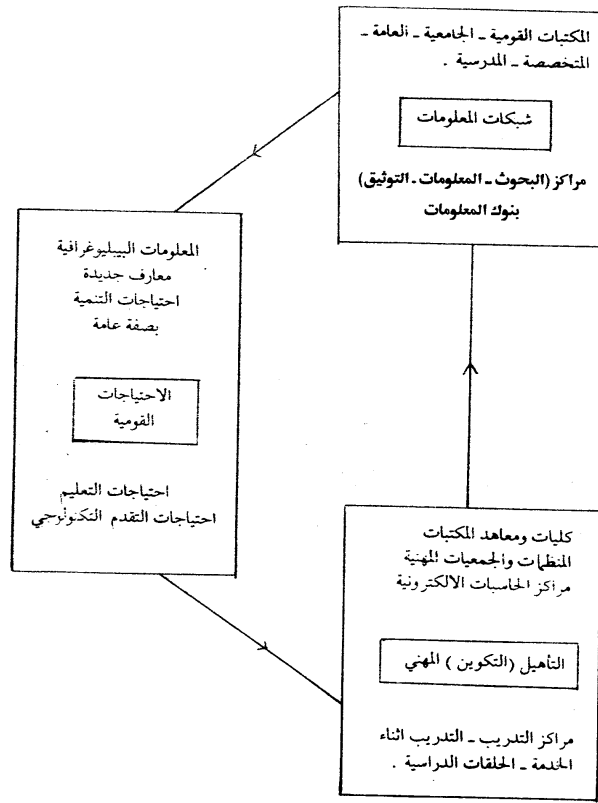 المكتبات القومية ـ الجامعية ـ العامة ـ
المتخصصة ـ المدرسية .
شبكات المعلومات
مراكز (البحوث ـ المعلومات ـ التوثيق)
بنوك المعلومات
المعلومات البيبليوغرافية
معارف جديدة
احتياجات التنمية
بصفة عامة
الاحتياجات
القومية
احتياجات التعليم
احتياجات التقدم التكنولوجي
كليات ومعاهد المكتبات
المنظمات والجمعيات المهنية
مراكز الحاسبات الالكترونية
التأهيل (التكوين ) المهني
مراكز التدريب ـ التدريب اثناء
الخدمة ـ الحلقات الدراسية .